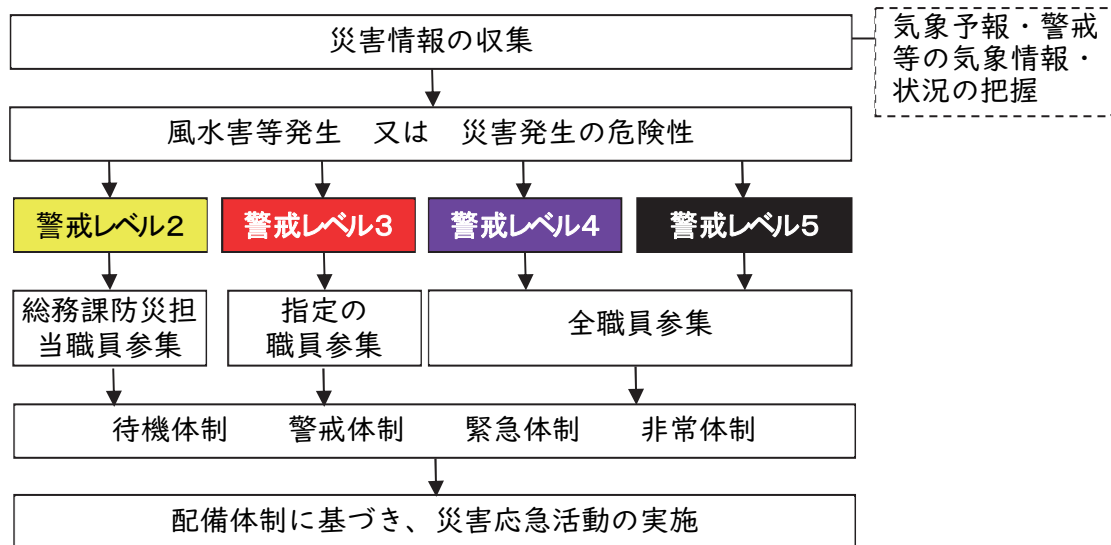 災害情報の収集
気象予報・警戒
等の気象情報・
状況の把握
風水害等発生　又は　災害発生の危険性
警戒レベル2
警戒レベル3
警戒レベル4
警戒レベル5
総務課防災担
当職員参集
指定の
職員参集
全職員参集
待機体制　警戒体制　緊急体制　非常体制
配備体制に基づき、災害応急活動の実施